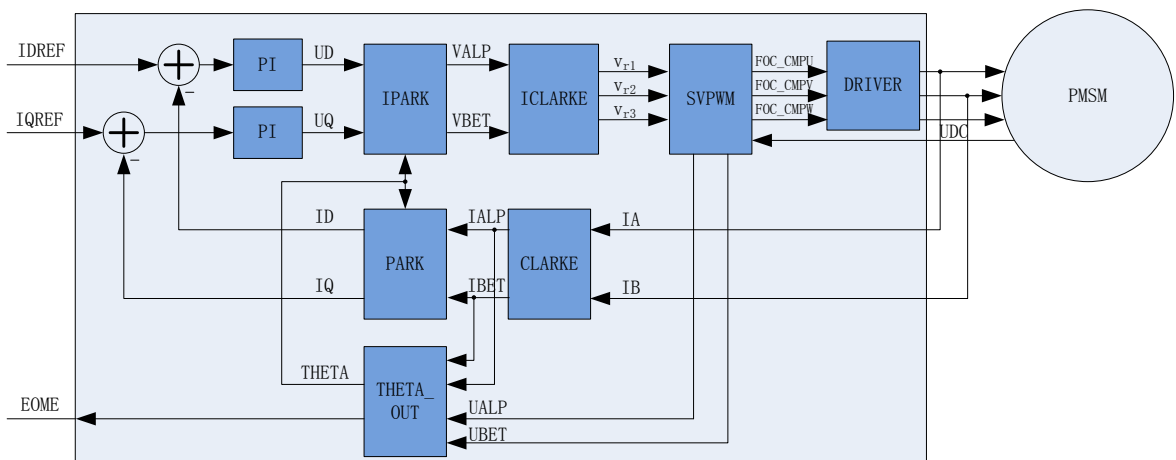 IDREF
IQREF
PI
UD
PI
UQ
IPARK
VALP
VBET
ICLARKE
vr1
vr2
vr3
SVPWM
FOC_CMPU
FOC_CMPV
FOC_CMPW
DRIVER
UDC
PMSM
ID
IQ
PARK
IALP
IBET
CLARKE
IA
IB
THETA
EOME
THETA_
OUT
UALP
UBET